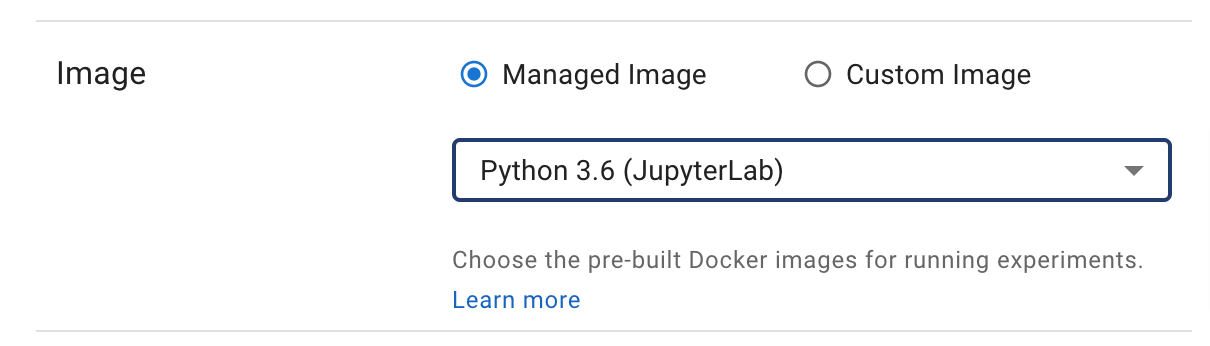 Image
Managed Image
Custom Image
Python 3.6 (JupyterLab)
Choose the pre-built Docker images for running experiments.
Learn more